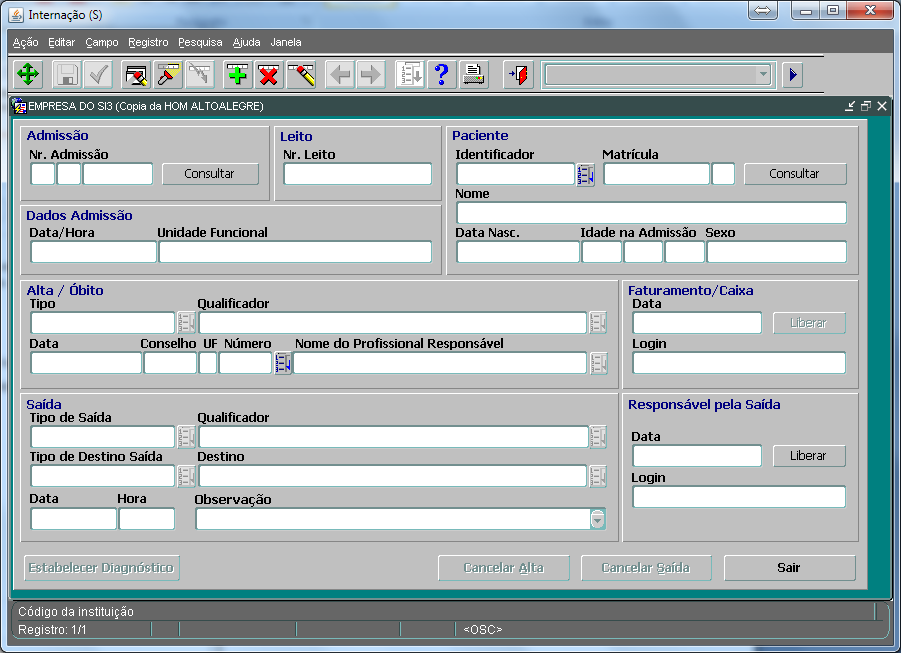 Internação (S)
Ação Editar Campo Registro Pesquisa Ajuda Janela
EMPRESA DO SI3 (Copia da HOM ALTOALEGRE)
Admissão
Nr. Admissão
Consultar
Leito
Nr. Leito
Paciente
Identificador Matrícula
Consultar
Nome
Data Nasc. Idade na Admissão Sexo
Dados Admissão
Data/Hora Unidade Funcional
Alta / Óbito
Tipo Qualificador
Data Conselho UF Número Nome do Profissional Responsável
Faturamento/Caixa
Data
Liberar
Login
Saída
Tipo de Saída Qualificador
Tipo de Destino Saída Destino
Data Hora Observação
Responsável pela Saída
Data
Liberar
Login
Estabelecer Diagnóstico Cancelar Alta Cancelar Saída Sair
Código da instituição
Registro: 1/1 <OSC>